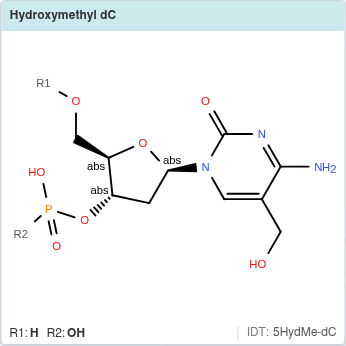 Hydroxymethyl dC
R1
O
O
O
N
abs
abs
N
NH₂
HO
abs
R2
P
O
O
HO
R1: H R2: OH
IDT: 5HydMe-dC